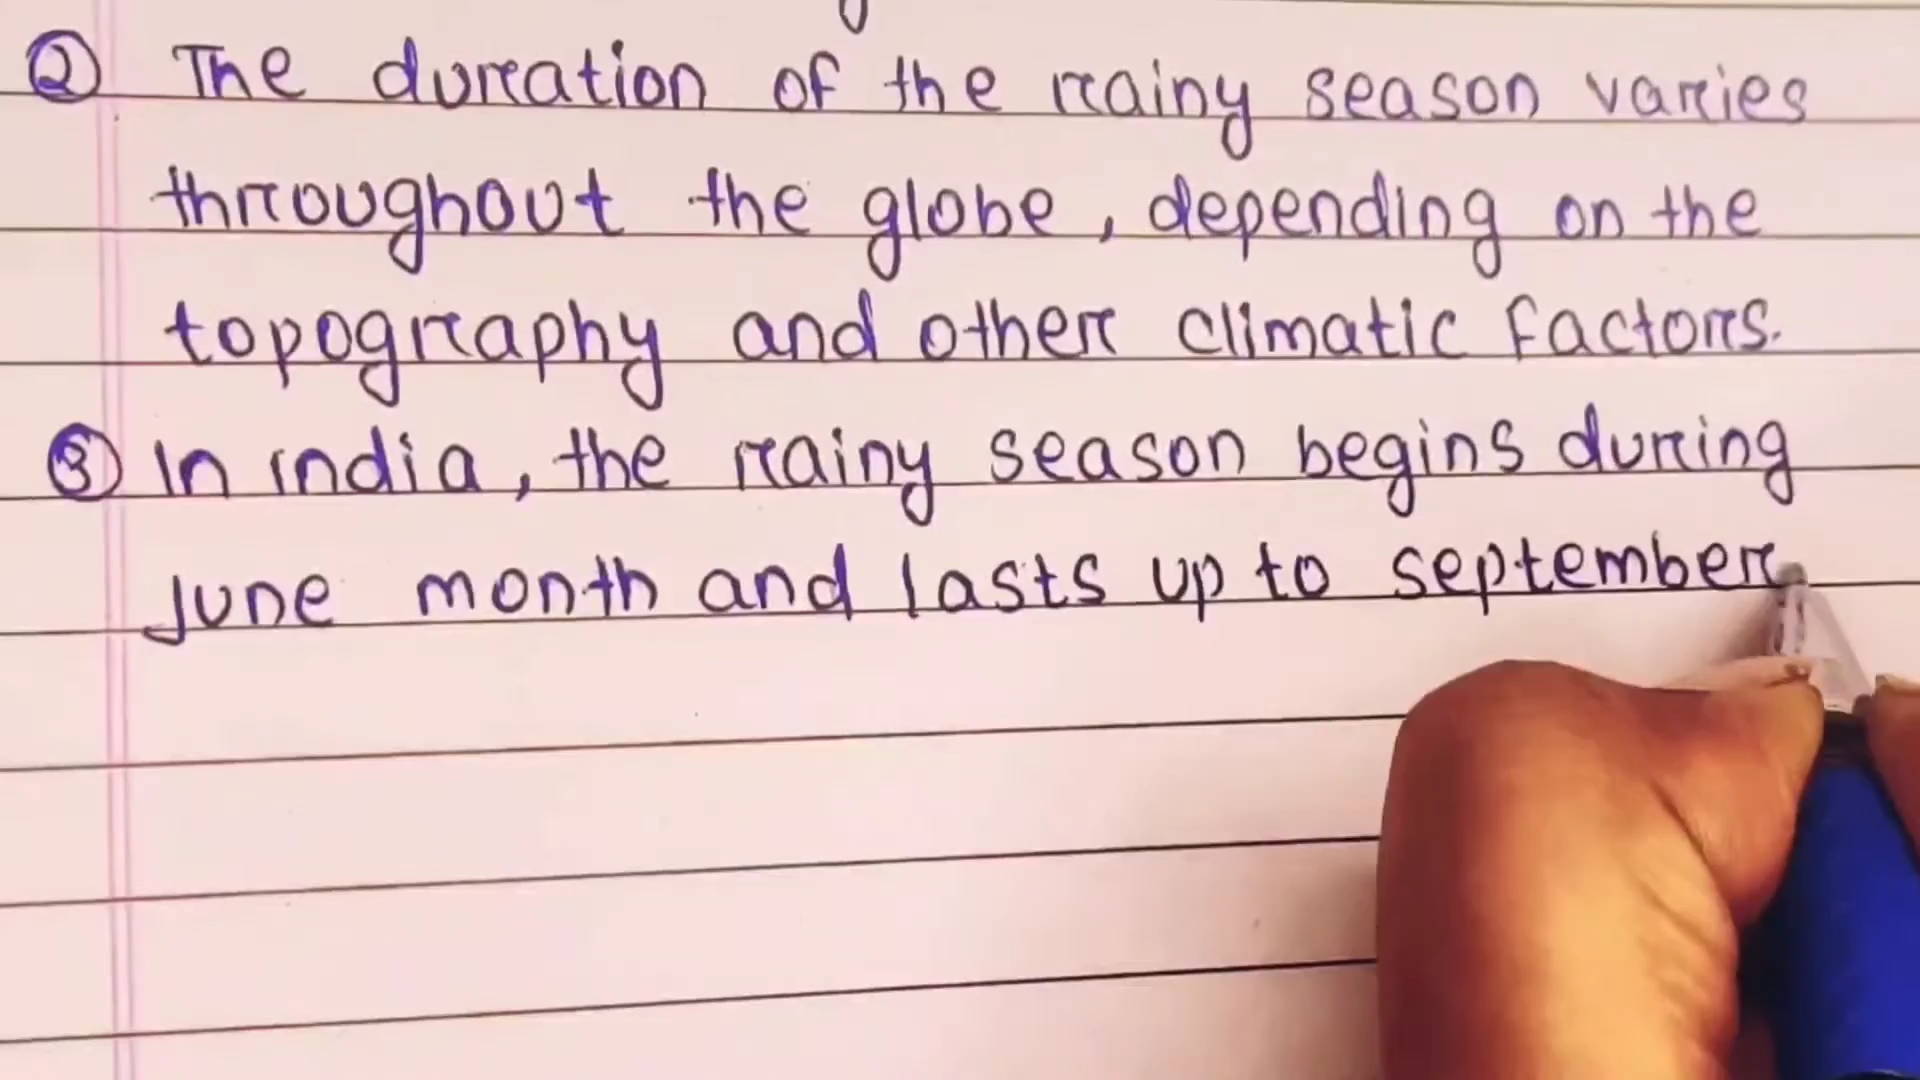 ② The duration of the rainy season varies
throughout the globe, depending on the
topography and other climatic factors.
③ In india, the rainy season begins during
june month and lasts up to september